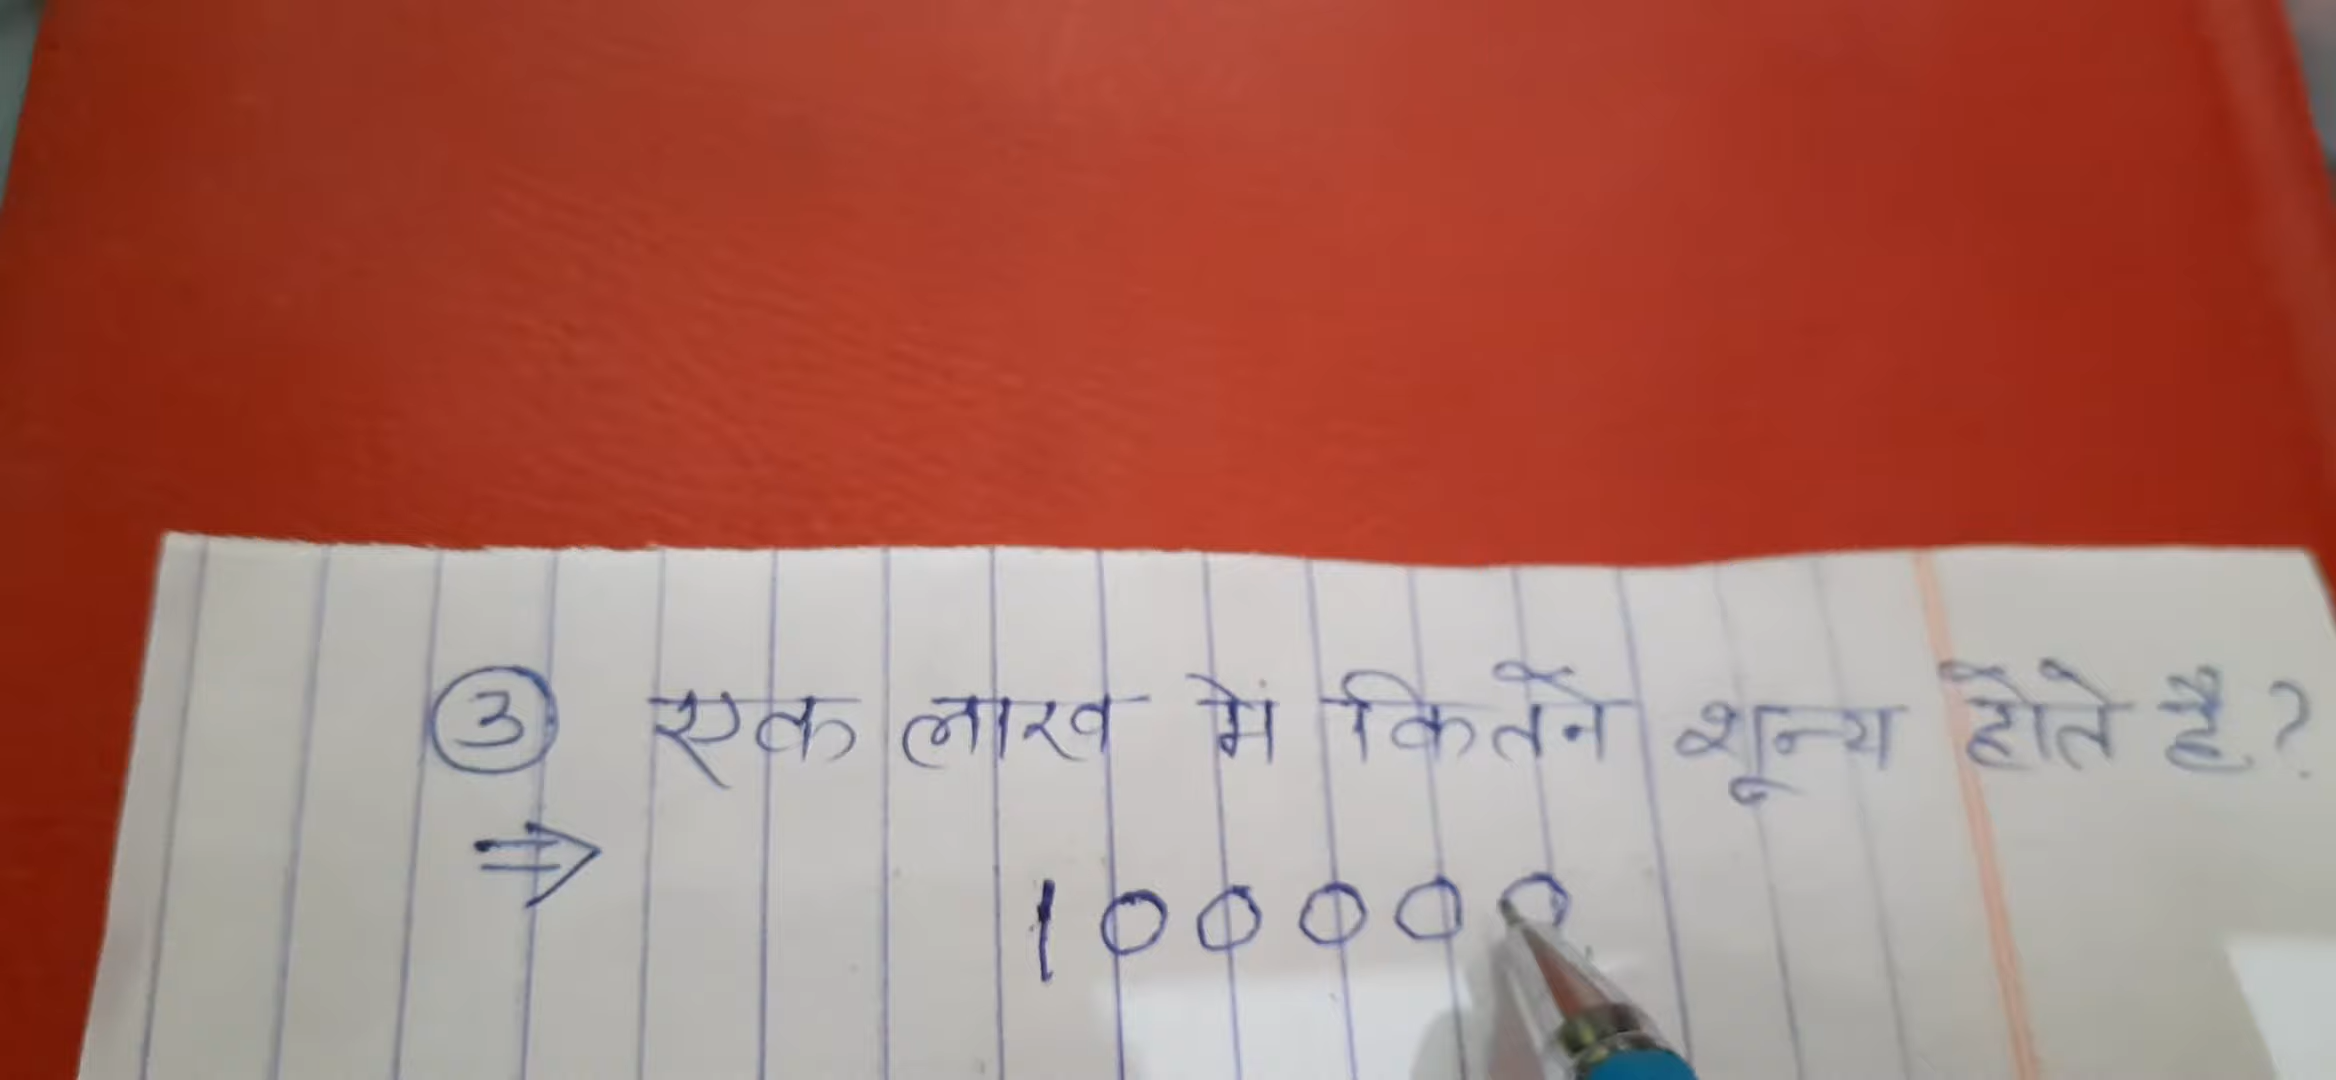 ③ एक लाख में कितने शून्य होते है?
⇒ 100000